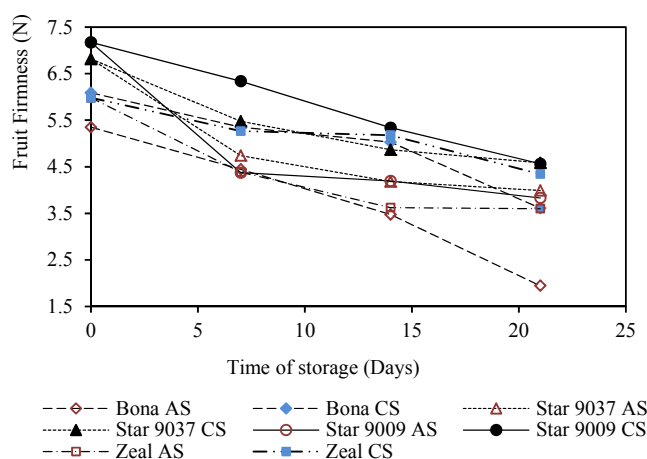 Fruit Firmness (N)
7.5
6.5
5.5
4.5
3.5
2.5
1.5
0 5 10 15 20 25
Time of storage (Days)
Bona AS Bona CS Star 9037 AS
Star 9037 CS Star 9009 AS Star 9009 CS
Zeal AS Zeal CS